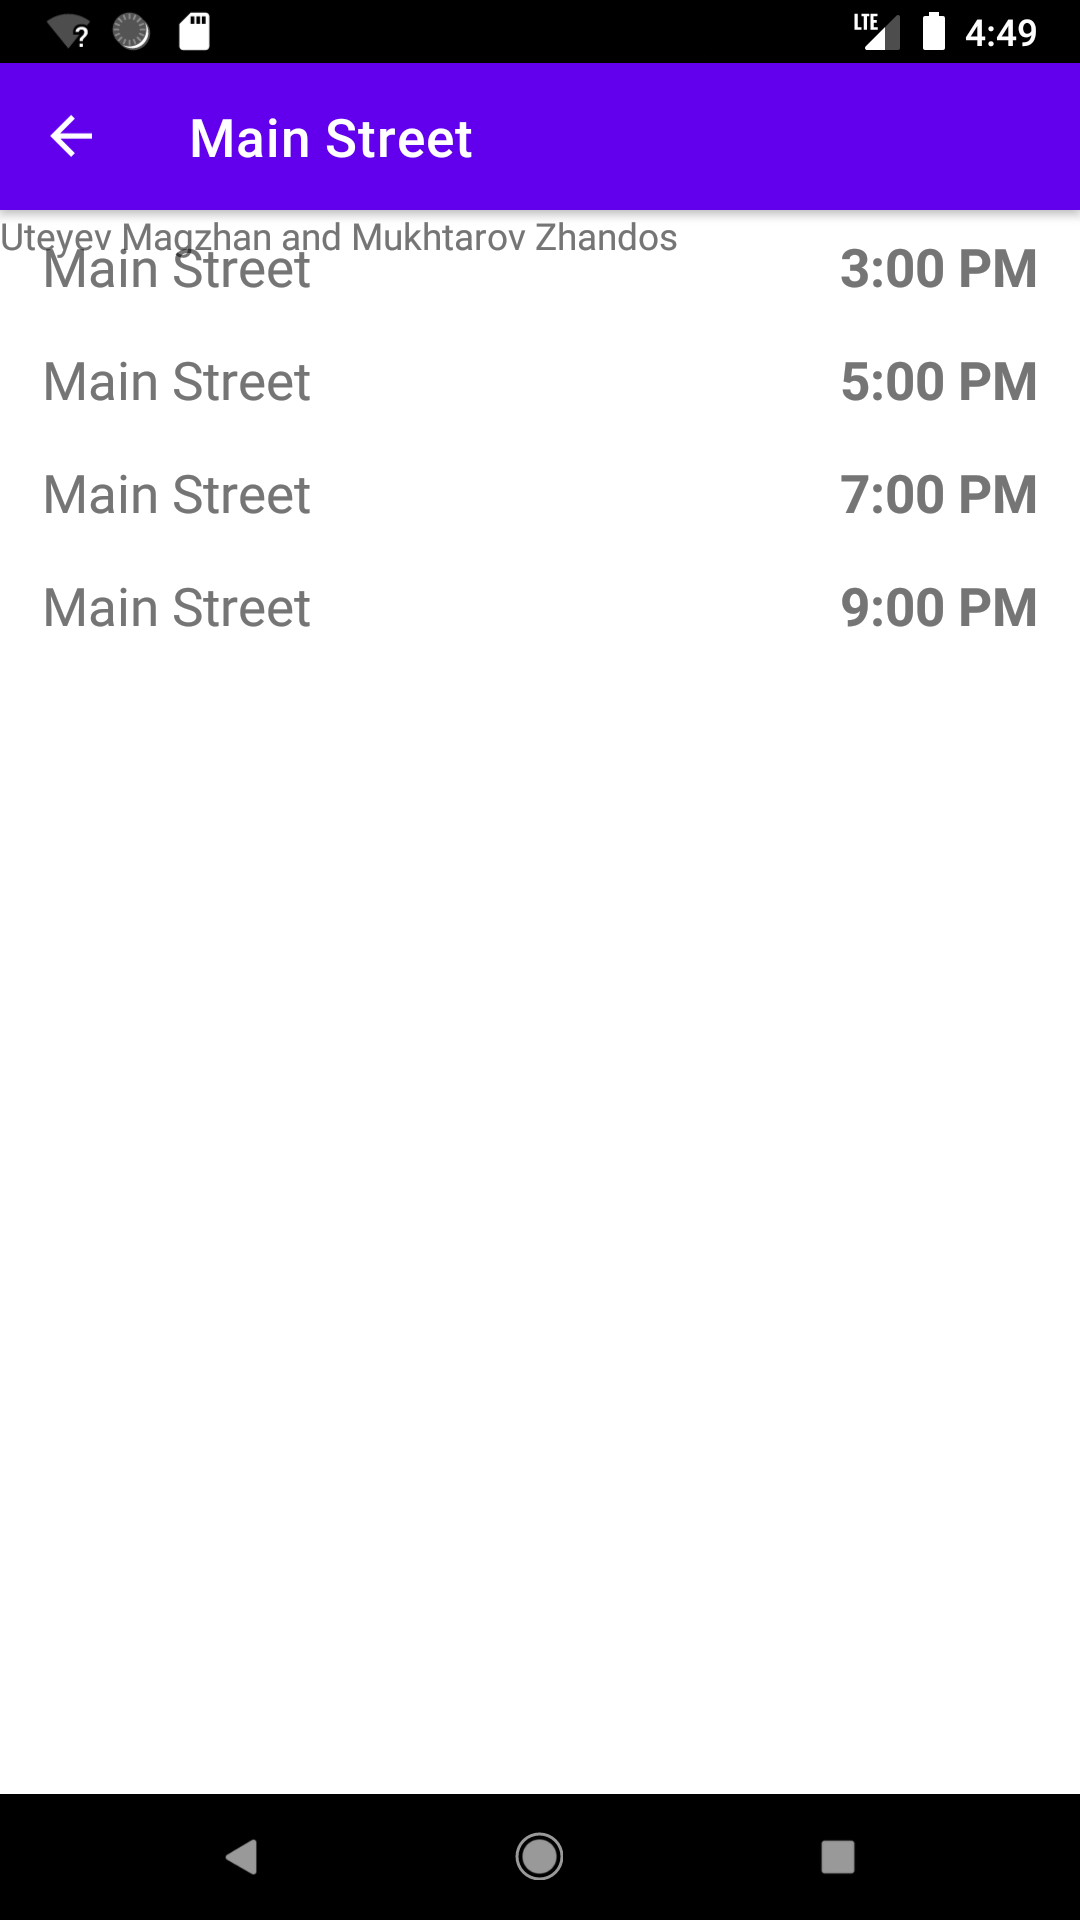 LTE 4:49
Main Street
Uteyev Magzhan and Mukhtarov Zhandos
Main Street 3:00 PM
Main Street 5:00 PM
Main Street 7:00 PM
Main Street 9:00 PM